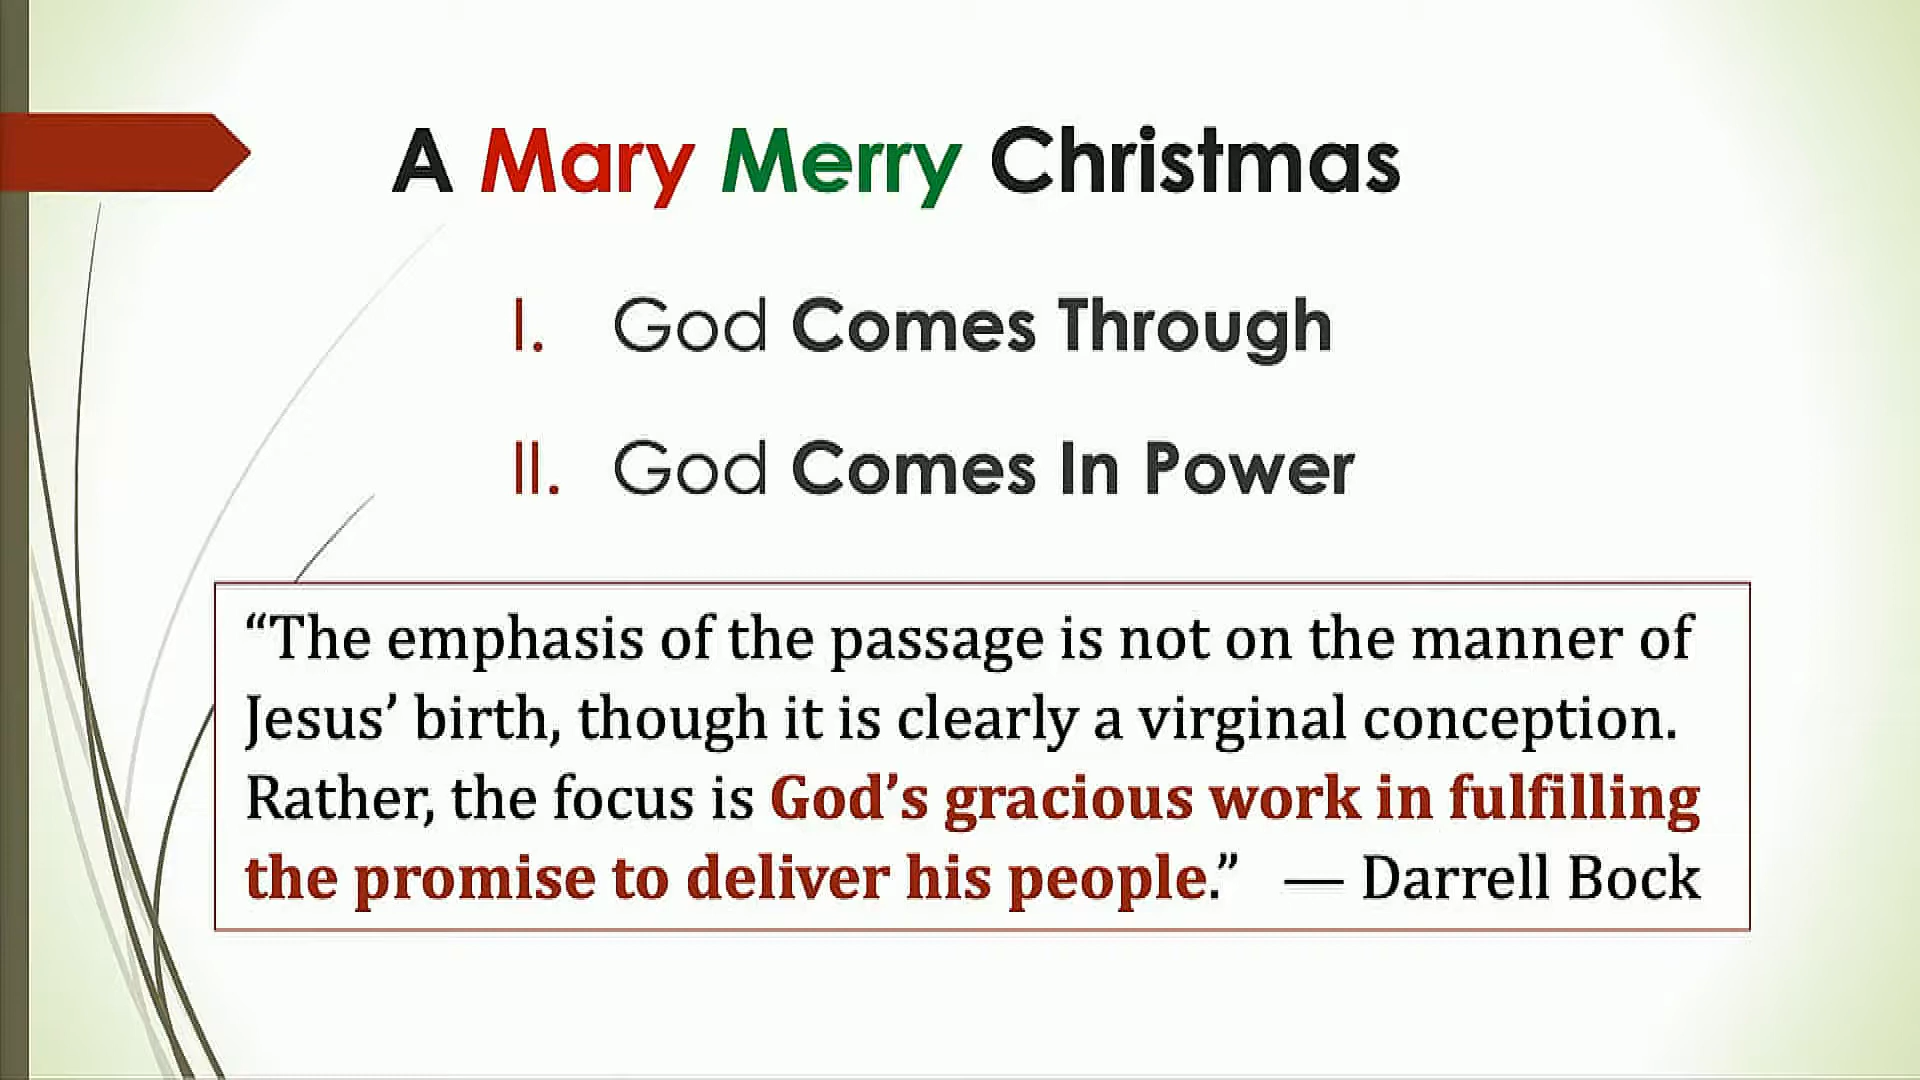 A Mary Merry Christmas
I. God Comes Through
II. God Comes In Power
“The emphasis of the passage is not on the manner of
Jesus’ birth, though it is clearly a virginal conception.
Rather, the focus is God’s gracious work in fulfilling
the promise to deliver his people.” — Darrell Bock